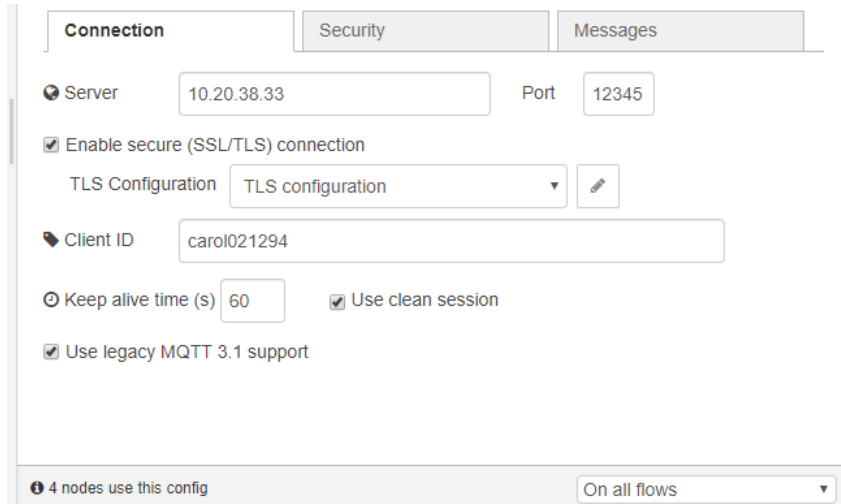 Connection Security Messages
Server 10.20.38.33 Port 12345
Enable secure (SSL/TLS) connection
TLS Configuration TLS configuration
Client ID carol021294
Keep alive time (s) 60 Use clean session
Use legacy MQTT 3.1 support
4 nodes use this config On all flows